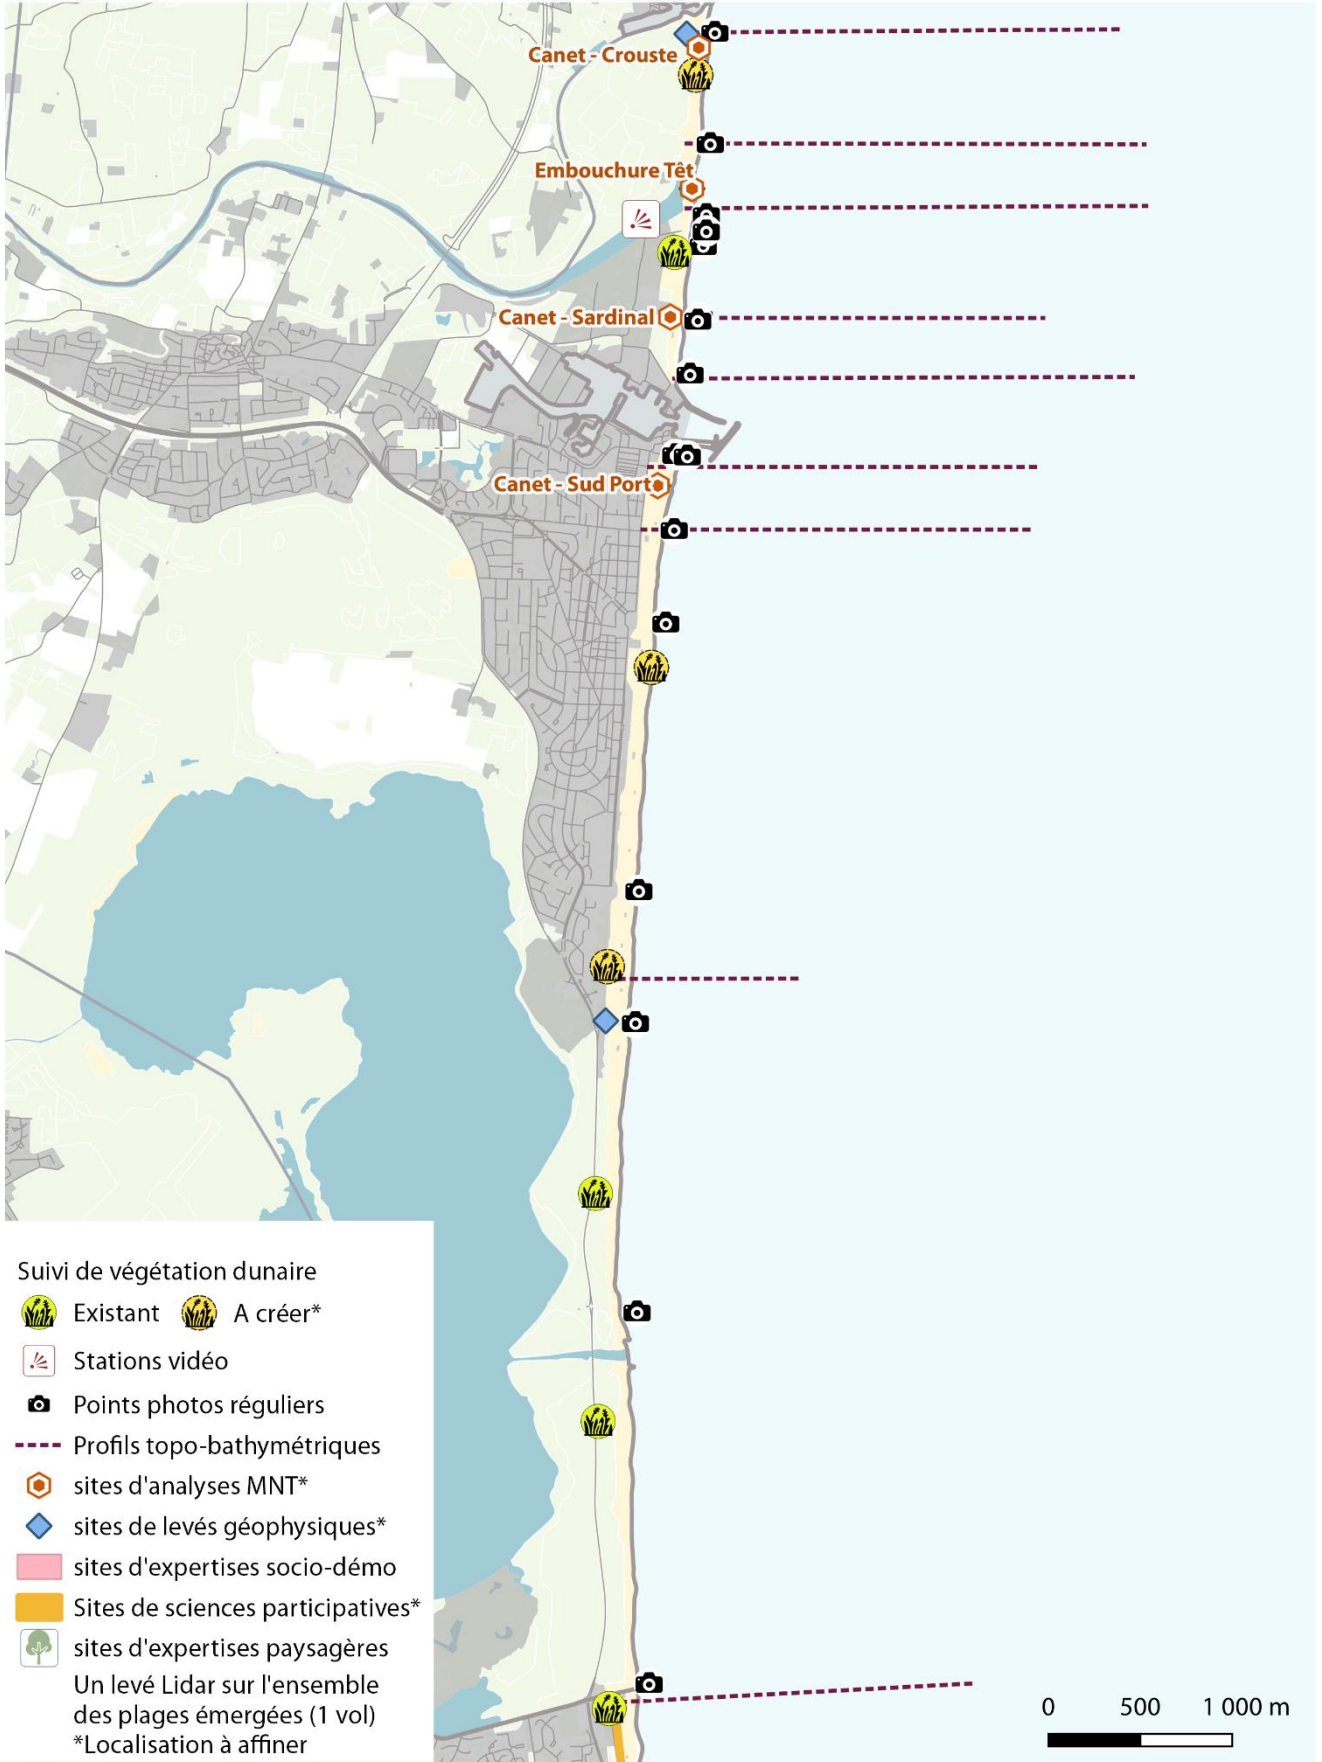 Canet - Crouste
Embouchure Têt
Canet - Sardinal
Canet - Sud Port
Suivi de végétation dunaire
Existant A créer*
Stations vidéo
Points photos réguliers
Profils topo-bathymétriques
sites d'analyses MNT*
sites de levés géophysiques*
sites d'expertises socio-démo
Sites de sciences participatives*
sites d'expertises paysagères
Un levé Lidar sur l'ensemble
des plages émergées (1 vol)
*Localisation à affiner
0 500 1 000 m